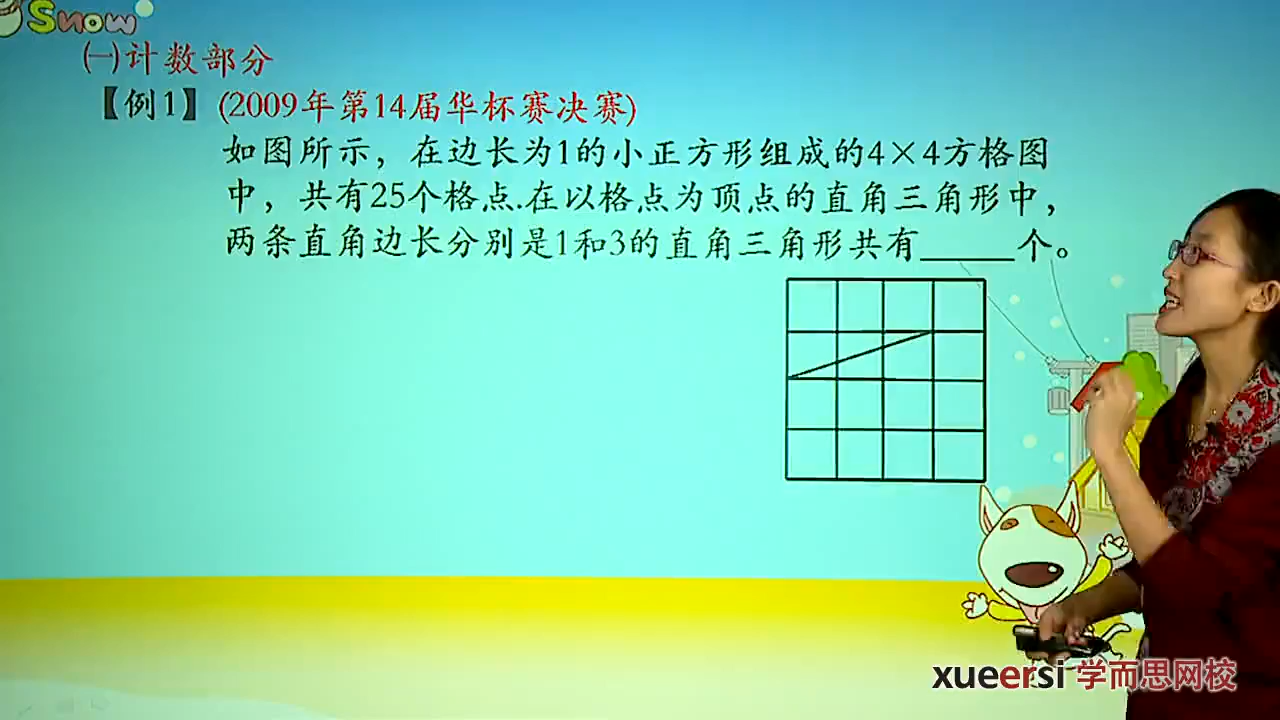 Snow
㈠计数部分
【例1】(2009年第14届华杯赛决赛)
如图所示，在边长为1的小正方形组成的4×4方格图
中，共有25个格点.在以格点为顶点的直角三角形中，
两条直角边长分别是1和3的直角三角形共有_____个。
xueersi 学而思网校